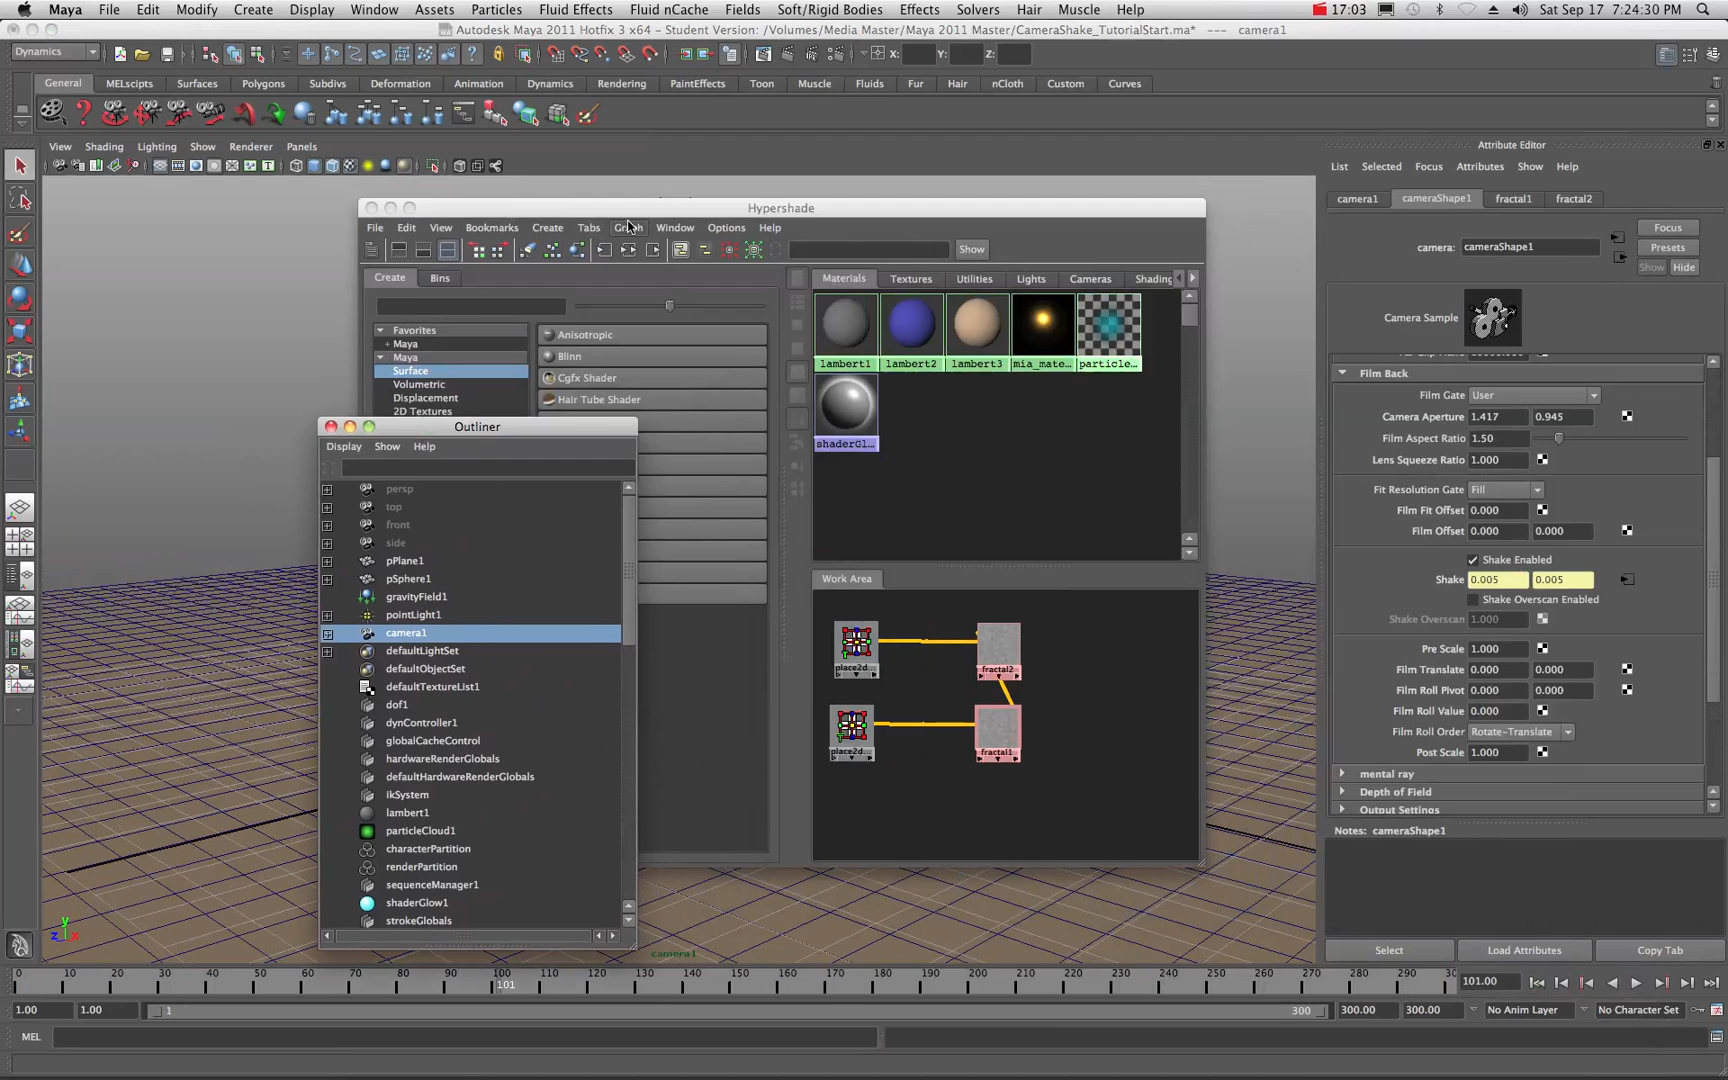 Maya File Edit Modify Create Display Window Assets Particles Fluid Effects Fluid nCache Fields Soft/Rigid Bodies Effects Solvers Hair Muscle Help 17:03 Sat Sep 17 7:24:30 PM
Autodesk Maya 2011 Hotfix 3 x64 - Student Version: /Volumes/Media Master/Maya 2011 Master/CameraShake_TutorialStart.ma* --- camera1
Dynamics X: Y: Z:
General MELscipts Surfaces Polygons Subdivs Deformation Animation Dynamics Rendering PaintEffects Toon Muscle Fluids Fur Hair nCloth Custom Curves
View Shading Lighting Show Renderer Panels
Hypershade
File Edit View Bookmarks Create Tabs Graph Window Options Help
Show
Create Bins
Favorites
Maya
Maya
Surface
Volumetric
Displacement
2D Textures
Anisotropic
Blinn
Cgfx Shader
Hair Tube Shader
Materials Textures Utilities Lights Cameras Shading
lambert1 lambert2 lambert3 mia_mate... particle...
shaderGl...
Work Area
place2d... fractal2
place2d... fractal1
Outliner
Display Show Help
persp
top
front
side
pPlane1
pSphere1
gravityField1
pointLight1
camera1
defaultLightSet
defaultObjectSet
defaultTextureList1
dof1
dynController1
globalCacheControl
hardwareRenderGlobals
defaultHardwareRenderGlobals
ikSystem
lambert1
particleCloud1
characterPartition
renderPartition
sequenceManager1
shaderGlow1
strokeGlobals
camera1
y
z x
Attribute Editor
List Selected Focus Attributes Show Help
camera1 cameraShape1 fractal1 fractal2
camera: cameraShape1
Focus
Presets
Show Hide
Camera Sample
Film Back
Film Gate User
Camera Aperture 1.417 0.945
Film Aspect Ratio 1.50
Lens Squeeze Ratio 1.000
Fit Resolution Gate Fill
Film Fit Offset 0.000
Film Offset 0.000 0.000
Shake Enabled
Shake 0.005 0.005
Shake Overscan Enabled
Shake Overscan 1.000
Pre Scale 1.000
Film Translate 0.000 0.000
Film Roll Pivot 0.000 0.000
Film Roll Value 0.000
Film Roll Order Rotate-Translate
Post Scale 1.000
mental ray
Depth of Field
Output Settings
Notes: cameraShape1
Select Load Attributes Copy Tab
0 10 20 30 40 50 60 70 80 90 100 110 120 130 140 150 160 170 180 190 200 210 220 230 240 250 260 270 280 290 30
101 101.00
1.00 1.00 1 300 300.00 300.00 No Anim Layer No Character Set
MEL